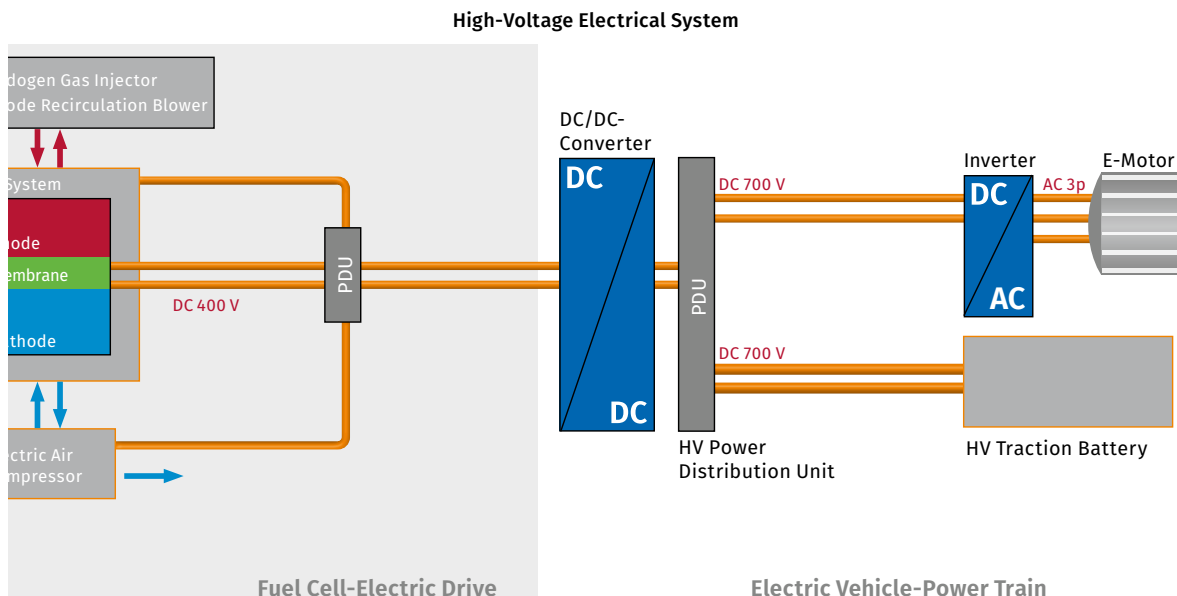 High-Voltage Electrical System
dogen Gas Injector
ode Recirculation Blower
System
node
embrane
thode
ectric Air
mpressor
DC 400 V
PDU
DC/DC-
Converter
DC
DC
PDU
HV Power
Distribution Unit
DC 700 V
DC 700 V
Inverter
DC
AC
AC 3p
E-Motor
HV Traction Battery
Fuel Cell-Electric Drive
Electric Vehicle-Power Train